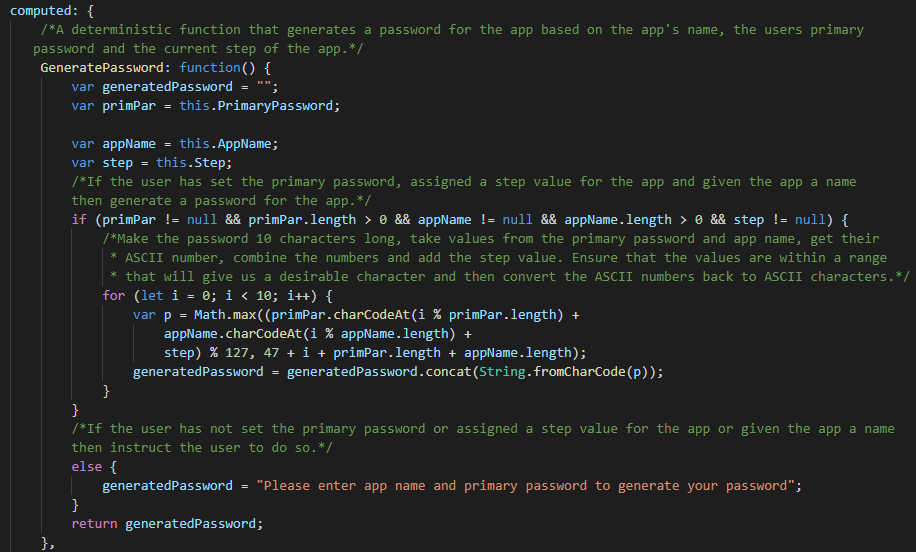 computed: {
/*A deterministic function that generates a password for the app based on the app's name, the users primary
password and the current step of the app.*/
GeneratePassword: function() {
var generatedPassword = "";
var primPar = this.PrimaryPassword;
var appName = this.AppName;
var step = this.Step;
/*If the user has set the primary password, assigned a step value for the app and given the app a name
then generate a password for the app.*/
if (primPar != null && primPar.length > 0 && appName != null && appName.length > 0 && step != null) {
/*Make the password 10 characters long, take values from the primary password and app name, get their
* ASCII number, combine the numbers and add the step value. Ensure that the values are within a range
* that will give us a desirable character and then convert the ASCII numbers back to ASCII characters.*/
for (let i = 0; i < 10; i++) {
var p = Math.max((primPar.charCodeAt(i % primPar.length) +
appName.charCodeAt(i % appName.length) +
step) % 127, 47 + i + primPar.length + appName.length);
generatedPassword = generatedPassword.concat(String.fromCharCode(p));
}
}
/*If the user has not set the primary password or assigned a step value for the app or given the app a name
then instruct the user to do so.*/
else {
generatedPassword = "Please enter app name and primary password to generate your password";
}
return generatedPassword;
},